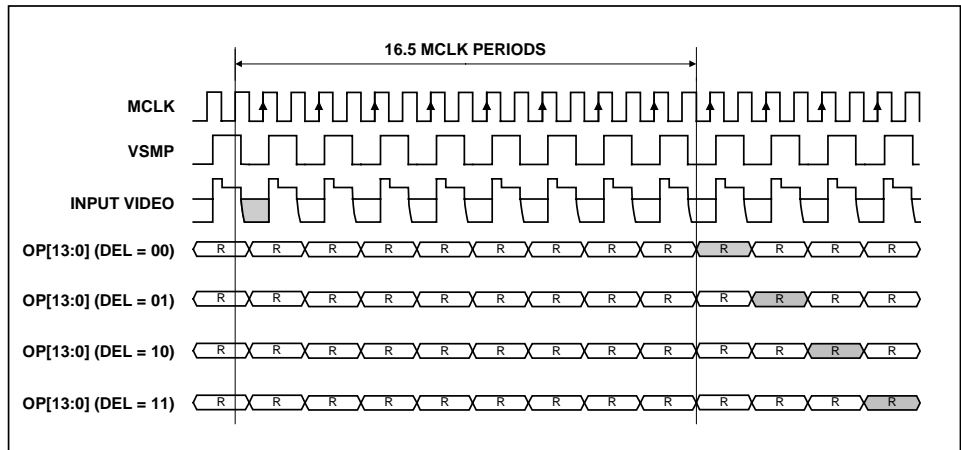 16.5 MCLK PERIODS
MCLK
VSMP
INPUT VIDEO
OP[13:0] (DEL = 00) R R R R R R R R R R R R R
OP[13:0] (DEL = 01) R R R R R R R R R R R R R
OP[13:0] (DEL = 10) R R R R R R R R R R R R R
OP[13:0] (DEL = 11) R R R R R R R R R R R R R